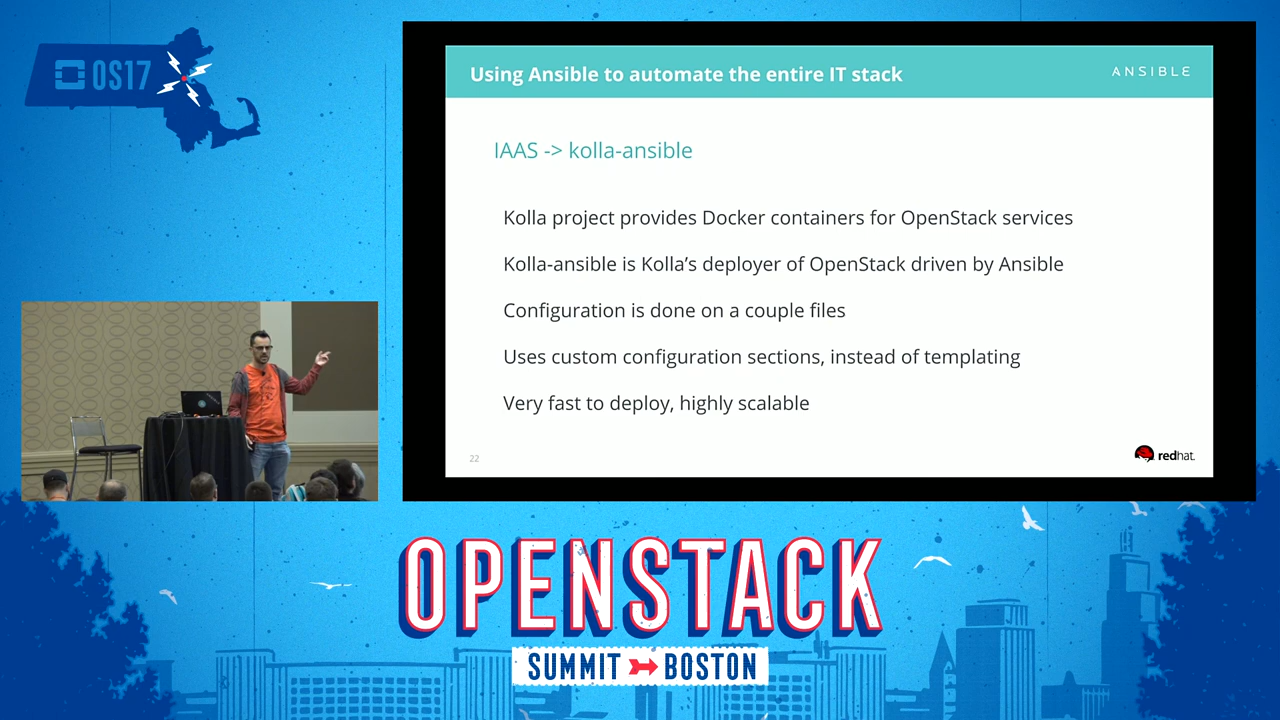 OS17
Using Ansible to automate the entire IT stack
ANSIBLE
IAAS -> kolla-ansible
Kolla project provides Docker containers for OpenStack services
Kolla-ansible is Kolla's deployer of OpenStack driven by Ansible
Configuration is done on a couple files
Uses custom configuration sections, instead of templating
Very fast to deploy, highly scalable
22
redhat.
OPENSTACK
SUMMIT BOSTON